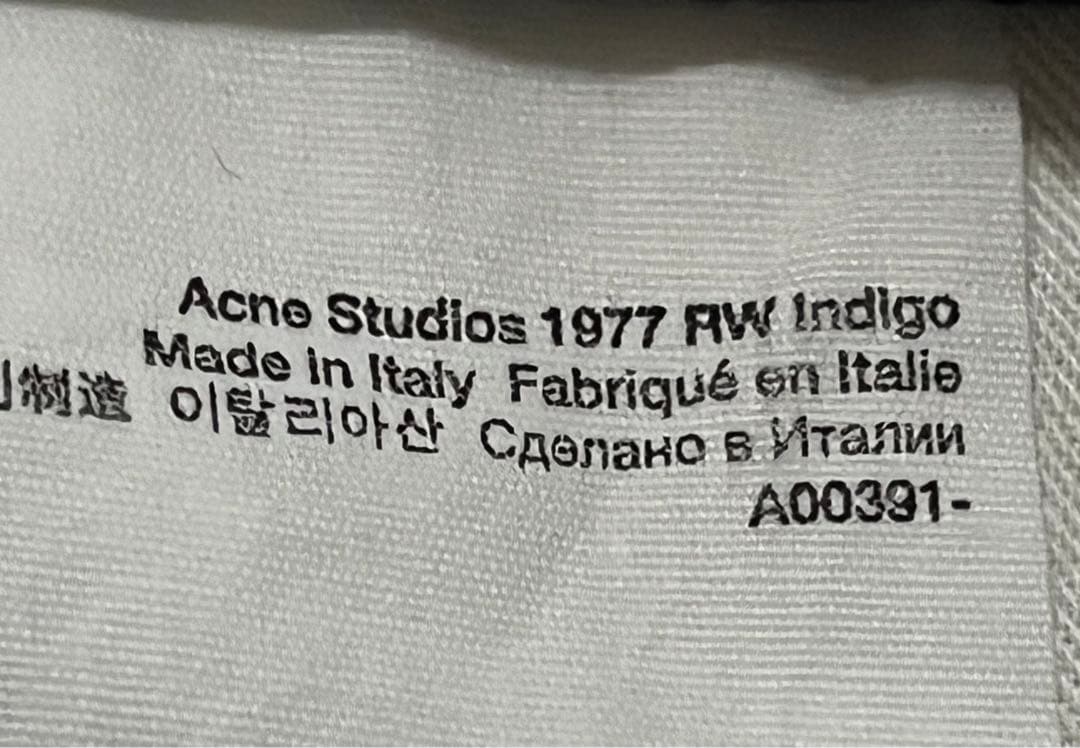 Acne Studios 1977 RW Indigo
Made in Italy Fabriqué en Italie
制造 이탈리아산 Сделано в Италии
A00391-